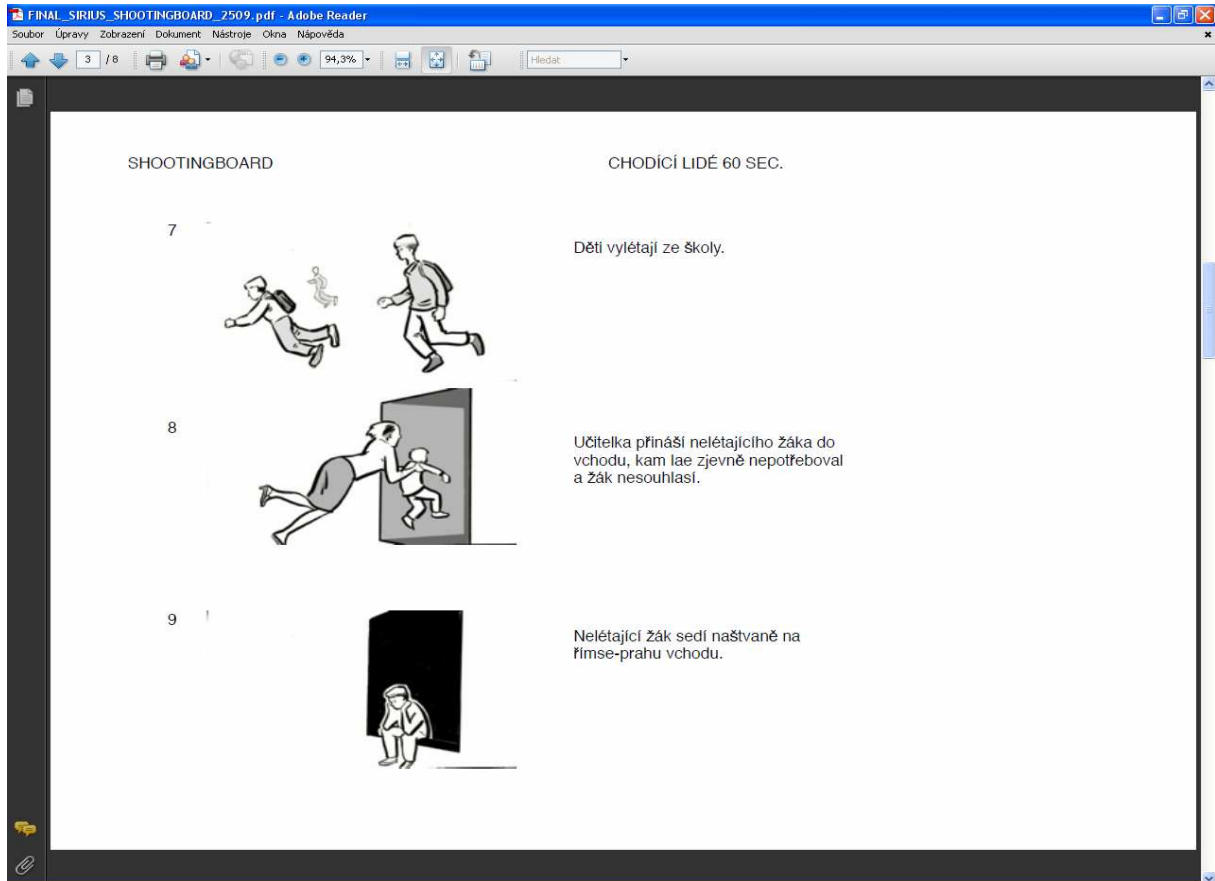 FINAL_SIRIUS_SHOOTINGBOARD_2509.pdf - Adobe Reader
Soubor Úpravy Zobrazení Dokument Nástroje Okna Nápověda
3 / 8 94,3% Hledat
SHOOTINGBOARD CHODÍCÍ LIDÉ 60 SEC.
7
Děti vylétají ze školy.
8
Učitelka přináší nelétajícího žáka do
vchodu, kam lae zjevně nepotřeboval
a žák nesouhlasí.
9
Nelétající žák sedí naštvaně na
římse-prahu vchodu.